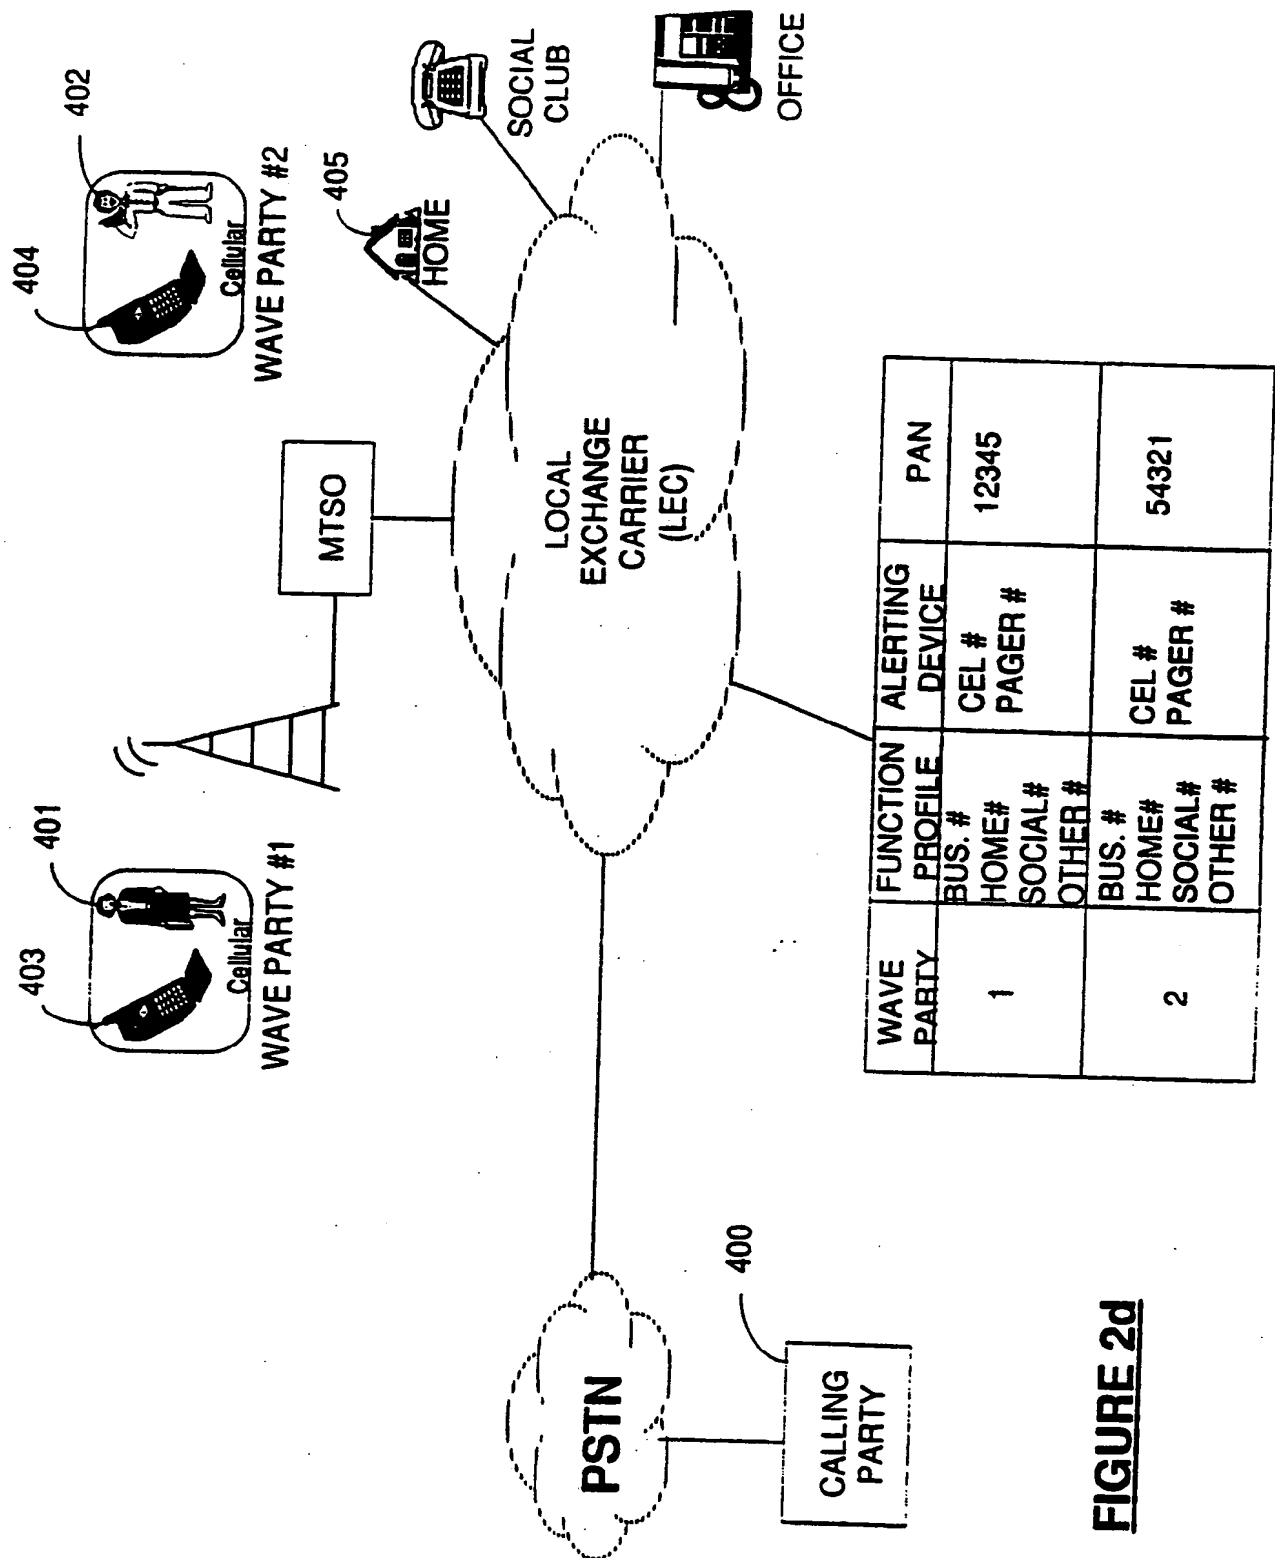 403
401
Cellular
WAVE PARTY #1
404
402
Cellular
WAVE PARTY #2
MTSO
405
HOME
SOCIAL
CLUB
OFFICE
LOCAL
EXCHANGE
CARRIER
(LEC)
PSTN
400
CALLING
PARTY
WAVE
PARTY
FUNCTION
PROFILE
ALERTING
DEVICE
PAN
1
BUS. #
HOME#
SOCIAL#
OTHER #
CEL #
PAGER #
12345
2
BUS. #
HOME#
SOCIAL#
OTHER #
CEL #
PAGER #
54321
FIGURE 2d